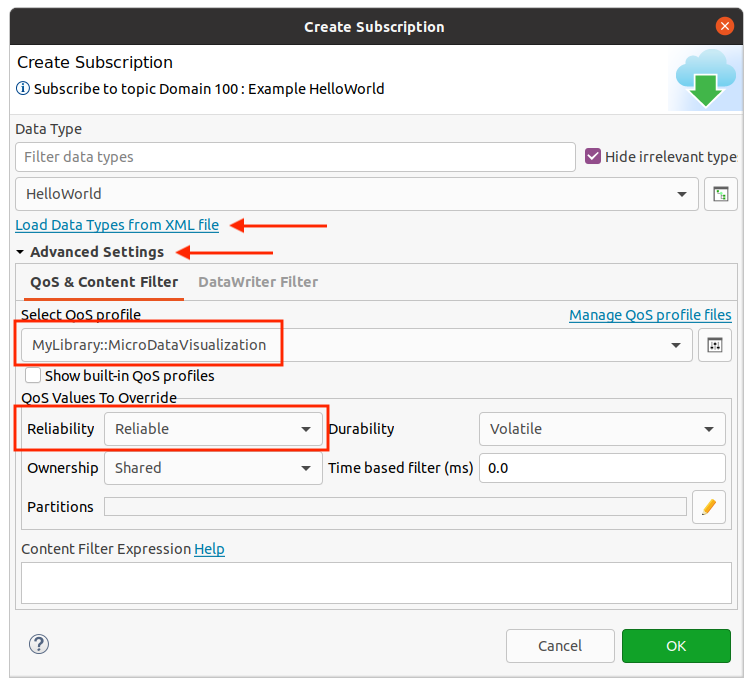 Create Subscription
Create Subscription
Subscribe to topic Domain 100 : Example HelloWorld
Data Type
Filter data types
Hide irrelevant type
HelloWorld
Load Data Types from XML file
Advanced Settings
QoS & Content Filter DataWriter Filter
Select QoS profile Manage QoS profile files
MyLibrary::MicroDataVisualization
Show built-in QoS profiles
QoS Values To Override
Reliability Reliable Durability Volatile
Ownership Shared Time based filter (ms) 0.0
Partitions
Content Filter Expression Help
Cancel OK